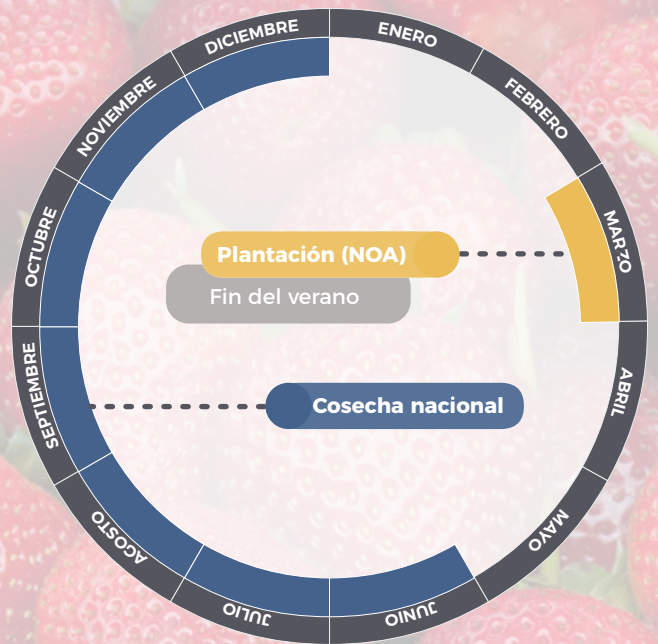 ENERO
FEBRERO
MARZO
ABRIL
MAYO
JUNIO
JULIO
AGOSTO
SEPTIEMBRE
OCTUBRE
NOVIEMBRE
DICIEMBRE
Plantación (NOA)
Fin del verano
Cosecha nacional